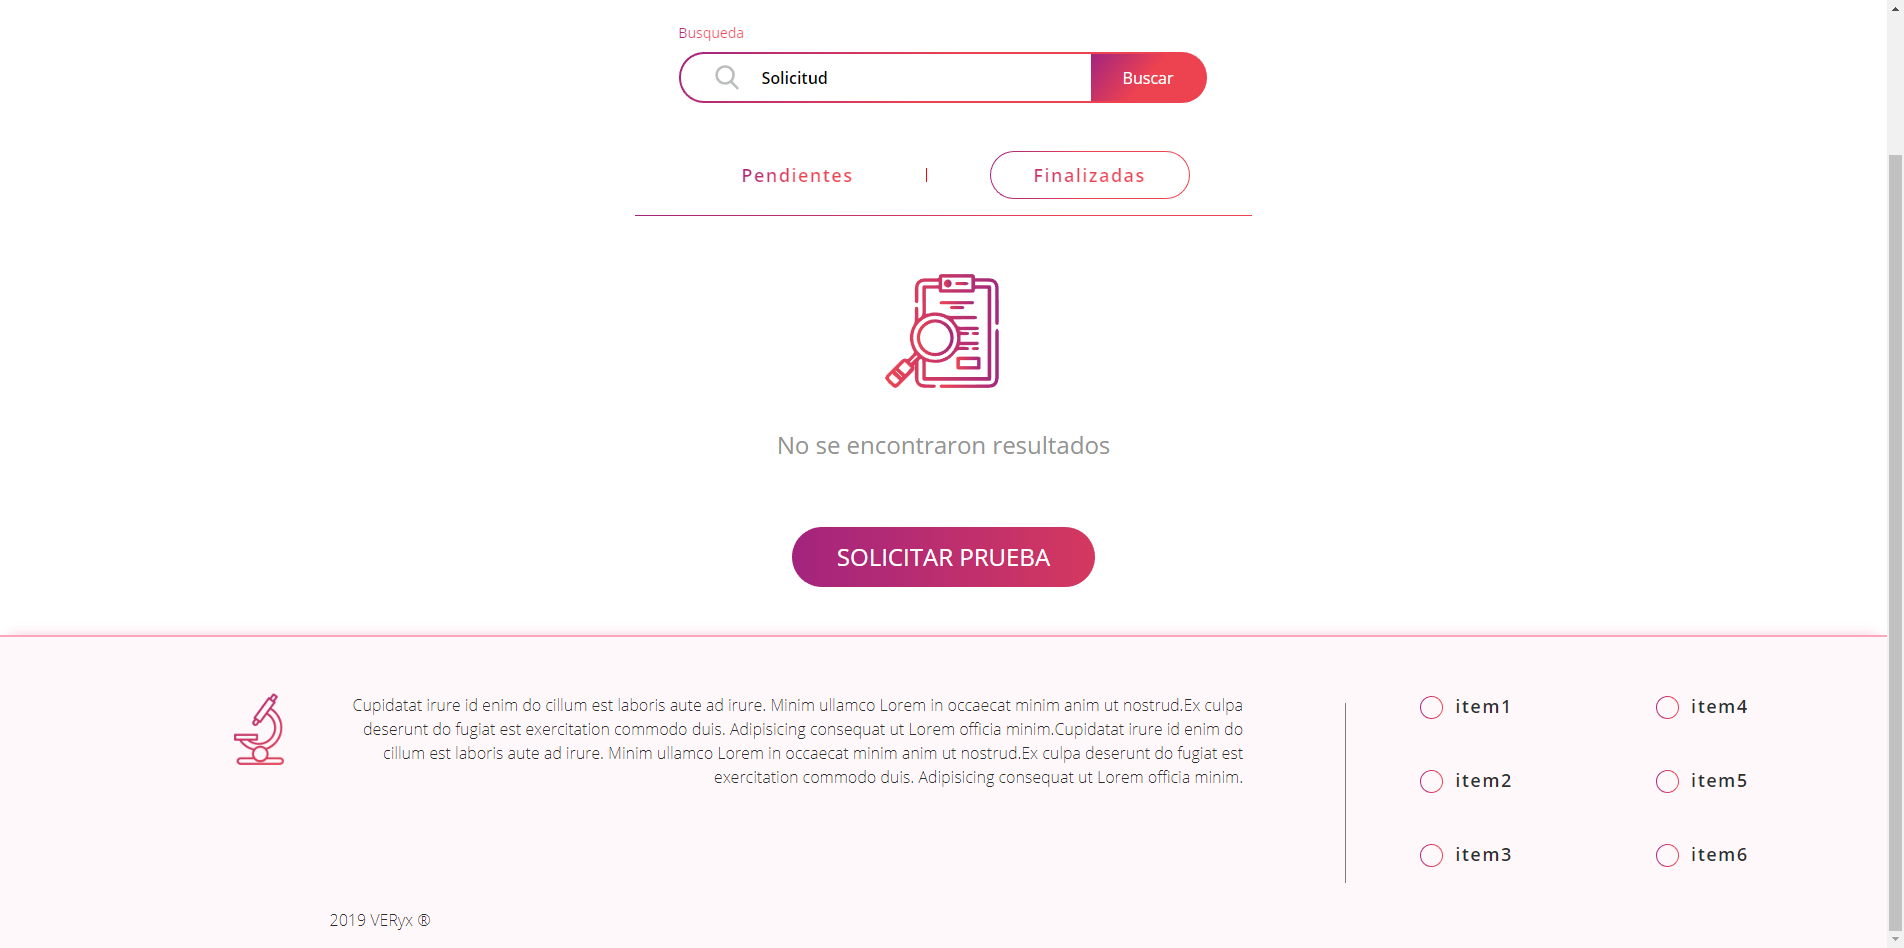 Busqueda
Solicitud
Buscar
Pendientes
Finalizadas
No se encontraron resultados
SOLICITAR PRUEBA
Cupidatat irure id enim do cillum est laboris aute ad irure. Minim ullamco Lorem in occaecat minim anim ut nostrud.Ex culpa
deserunt do fugiat est exercitation commodo duis. Adipisicing consequat ut Lorem officia minim.Cupidatat irure id enim do
cillum est laboris aute ad irure. Minim ullamco Lorem in occaecat minim anim ut nostrud.Ex culpa deserunt do fugiat est
exercitation commodo duis. Adipisicing consequat ut Lorem officia minim.
item1
item2
item3
item4
item5
item6
2019 VERyx ®